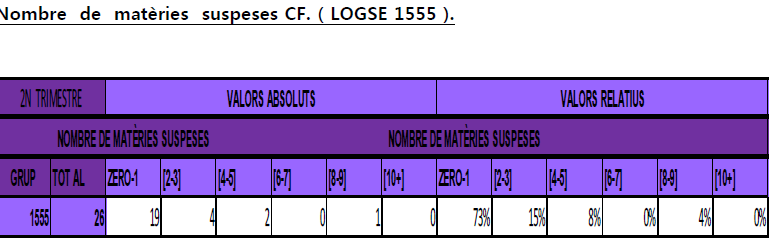 Nombre de matèries suspeses CF. ( LOGSE 1555 ).
2N TRIMESTRE VALORS ABSOLUTS VALORS RELATIUS
NOMBRE DE MATÈRIES SUSPESES NOMBRE DE MATÈRIES SUSPESES
GRUP TOT AL ZERO-1 [2-3] [4-5] [6-7] [8-9] [10+] ZERO-1 [2-3] [4-5] [6-7] [8-9] [10+]
1555 26 19 4 2 0 1 0 73% 15% 8% 0% 4% 0%